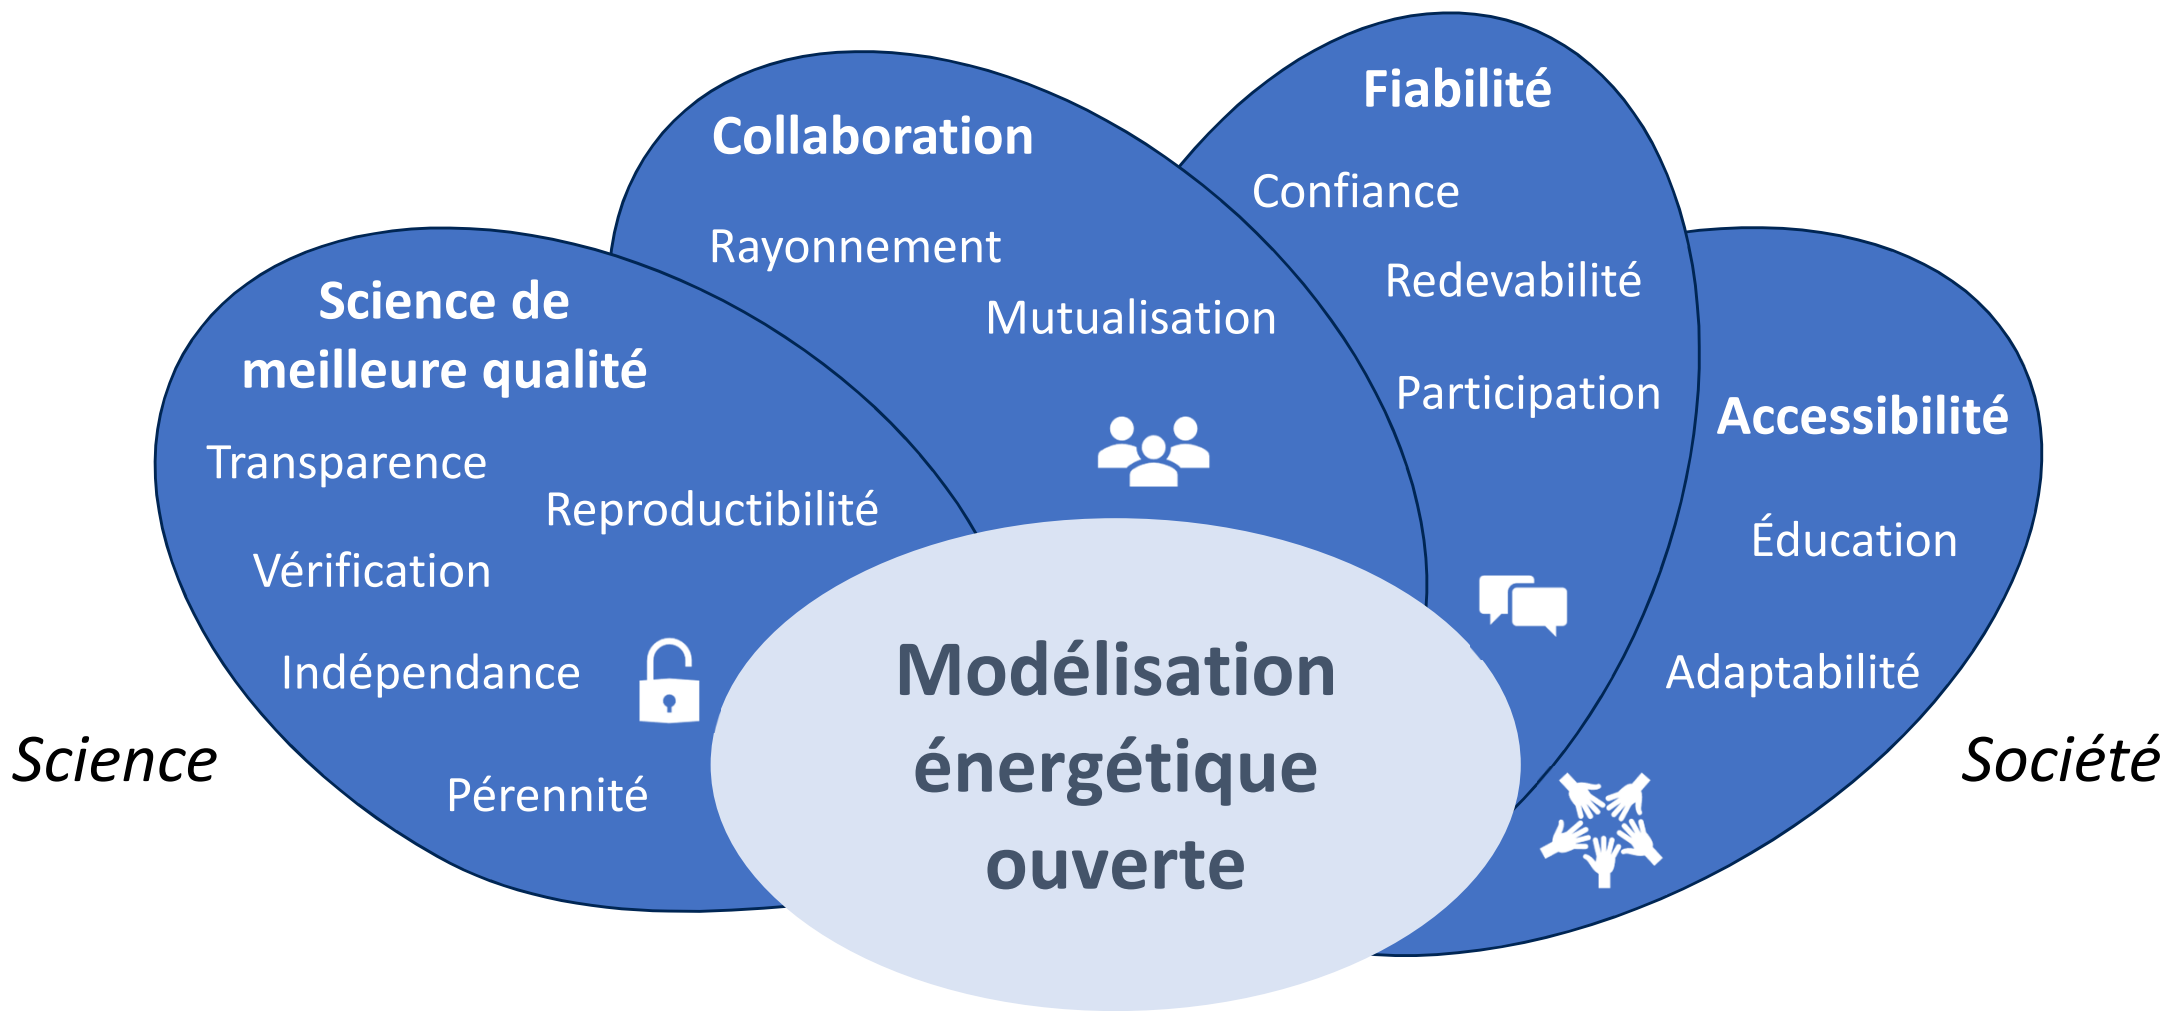 Science de
meilleure qualité
Transparence
Reproductibilité
Vérification
Indépendance
Pérennité
Collaboration
Rayonnement
Mutualisation
Fiabilité
Confiance
Redevabilité
Participation
Accessibilité
Éducation
Adaptabilité
Modélisation
énergétique
ouverte
Science
Société